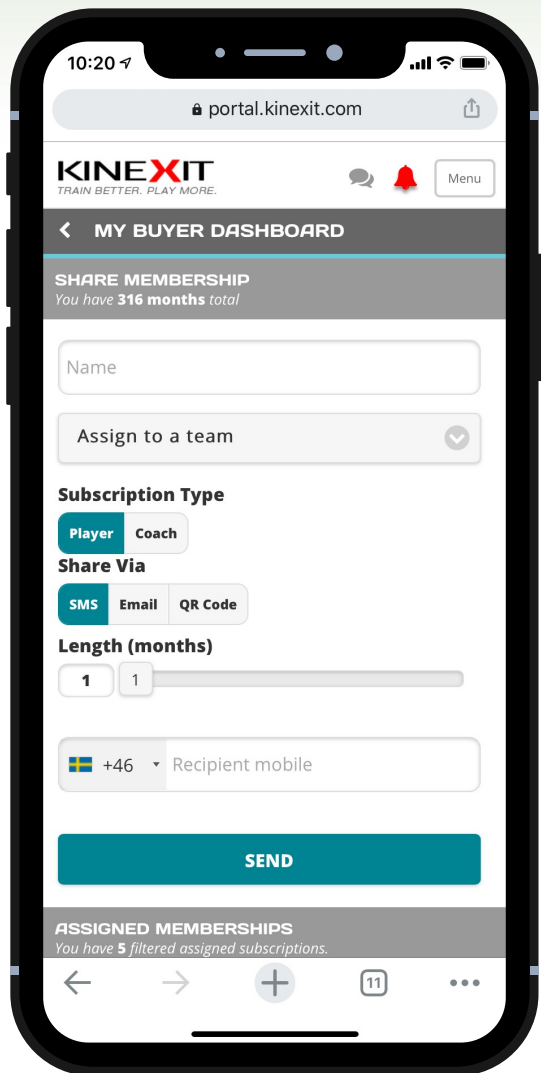 10:20
portal.kinexit.com
KINEXIT
TRAIN BETTER. PLAY MORE.
Menu
MY BUYER DASHBOARD
SHARE MEMBERSHIP
You have 316 months total
Name
Assign to a team
Subscription Type
Player Coach
Share Via
SMS Email QR Code
Length (months)
1 1
+46 Recipient mobile
SEND
ASSIGNED MEMBERSHIPS
You have 5 filtered assigned subscriptions.
11